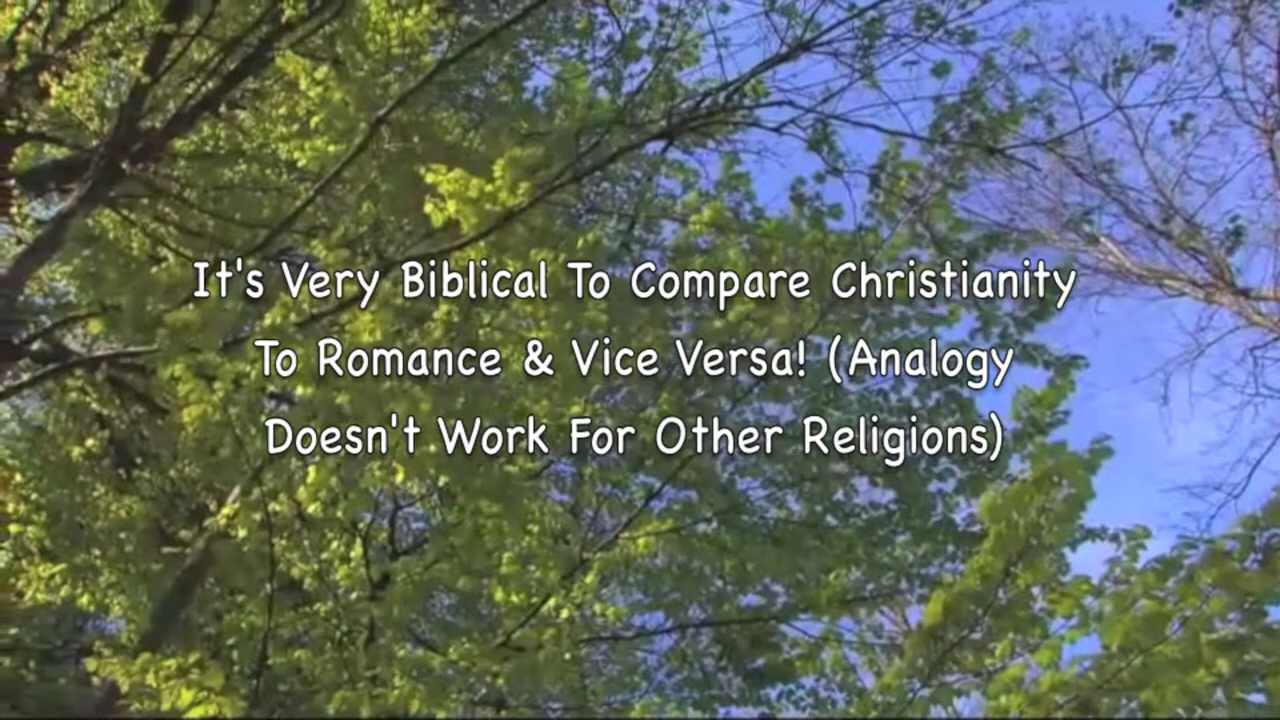 It's Very Biblical To Compare Christianity
To Romance & Vice Versa! (Analogy
Doesn't Work For Other Religions)